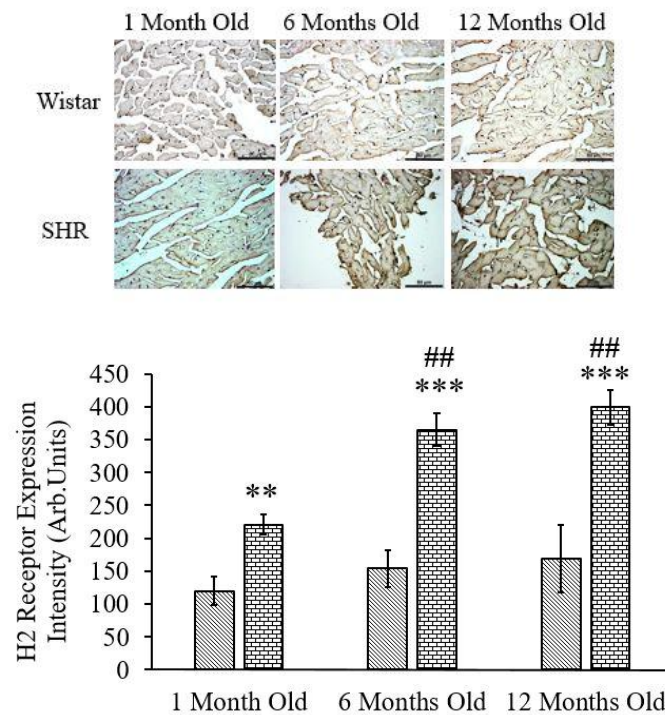 1 Month Old 6 Months Old 12 Months Old
Wistar
SHR
H2 Receptor Expression
Intensity (Arb.Units)
450
400
350
300
250
200
150
100
50
0
**
##
***
##
***
1 Month Old 6 Months Old 12 Months Old